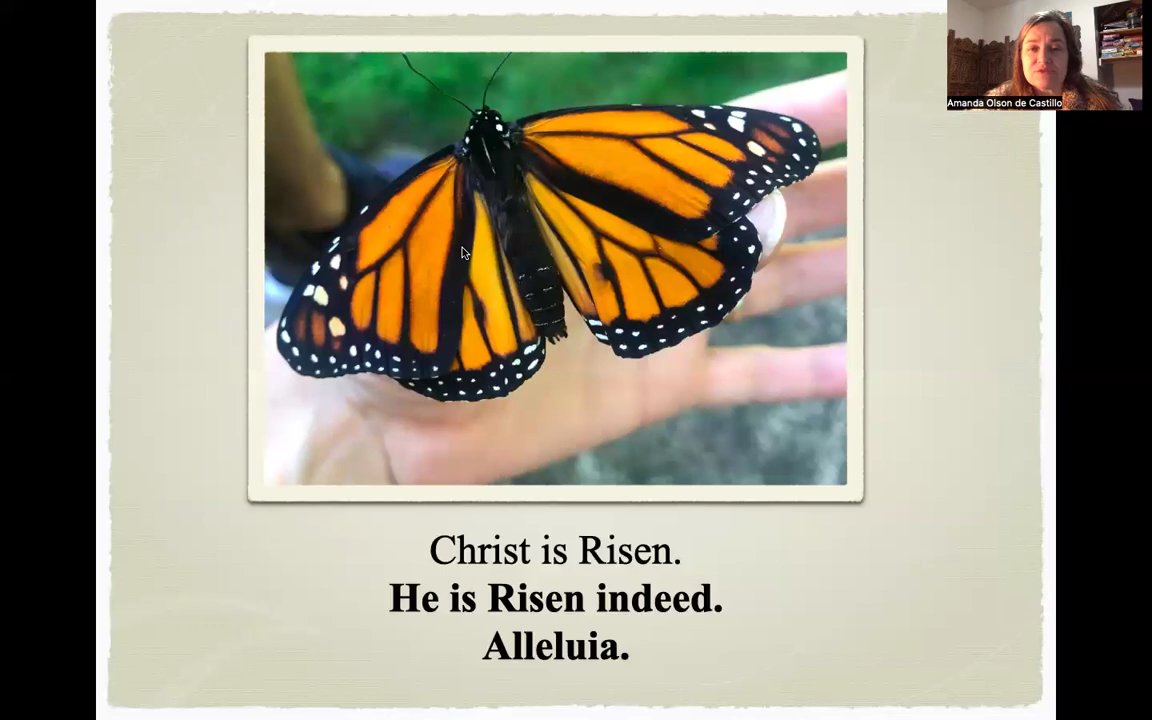 Amanda Olson de Castillo
Christ is Risen.
He is Risen indeed.
Alleluia.